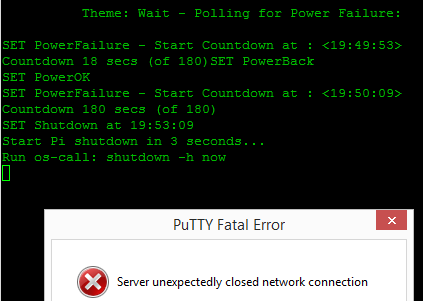 Theme: Wait - Polling for Power Failure:
SET PowerFailure - Start Countdown at : <19:49:53>
Countdown 18 secs (of 180)SET PowerBack
SET PowerOK
SET PowerFailure - Start Countdown at : <19:50:09>
Countdown 180 secs (of 180)
SET Shutdown at 19:53:09
Start Pi shutdown in 3 seconds...
Run os-call: shutdown -h now
PuTTY Fatal Error
Server unexpectedly closed network connection